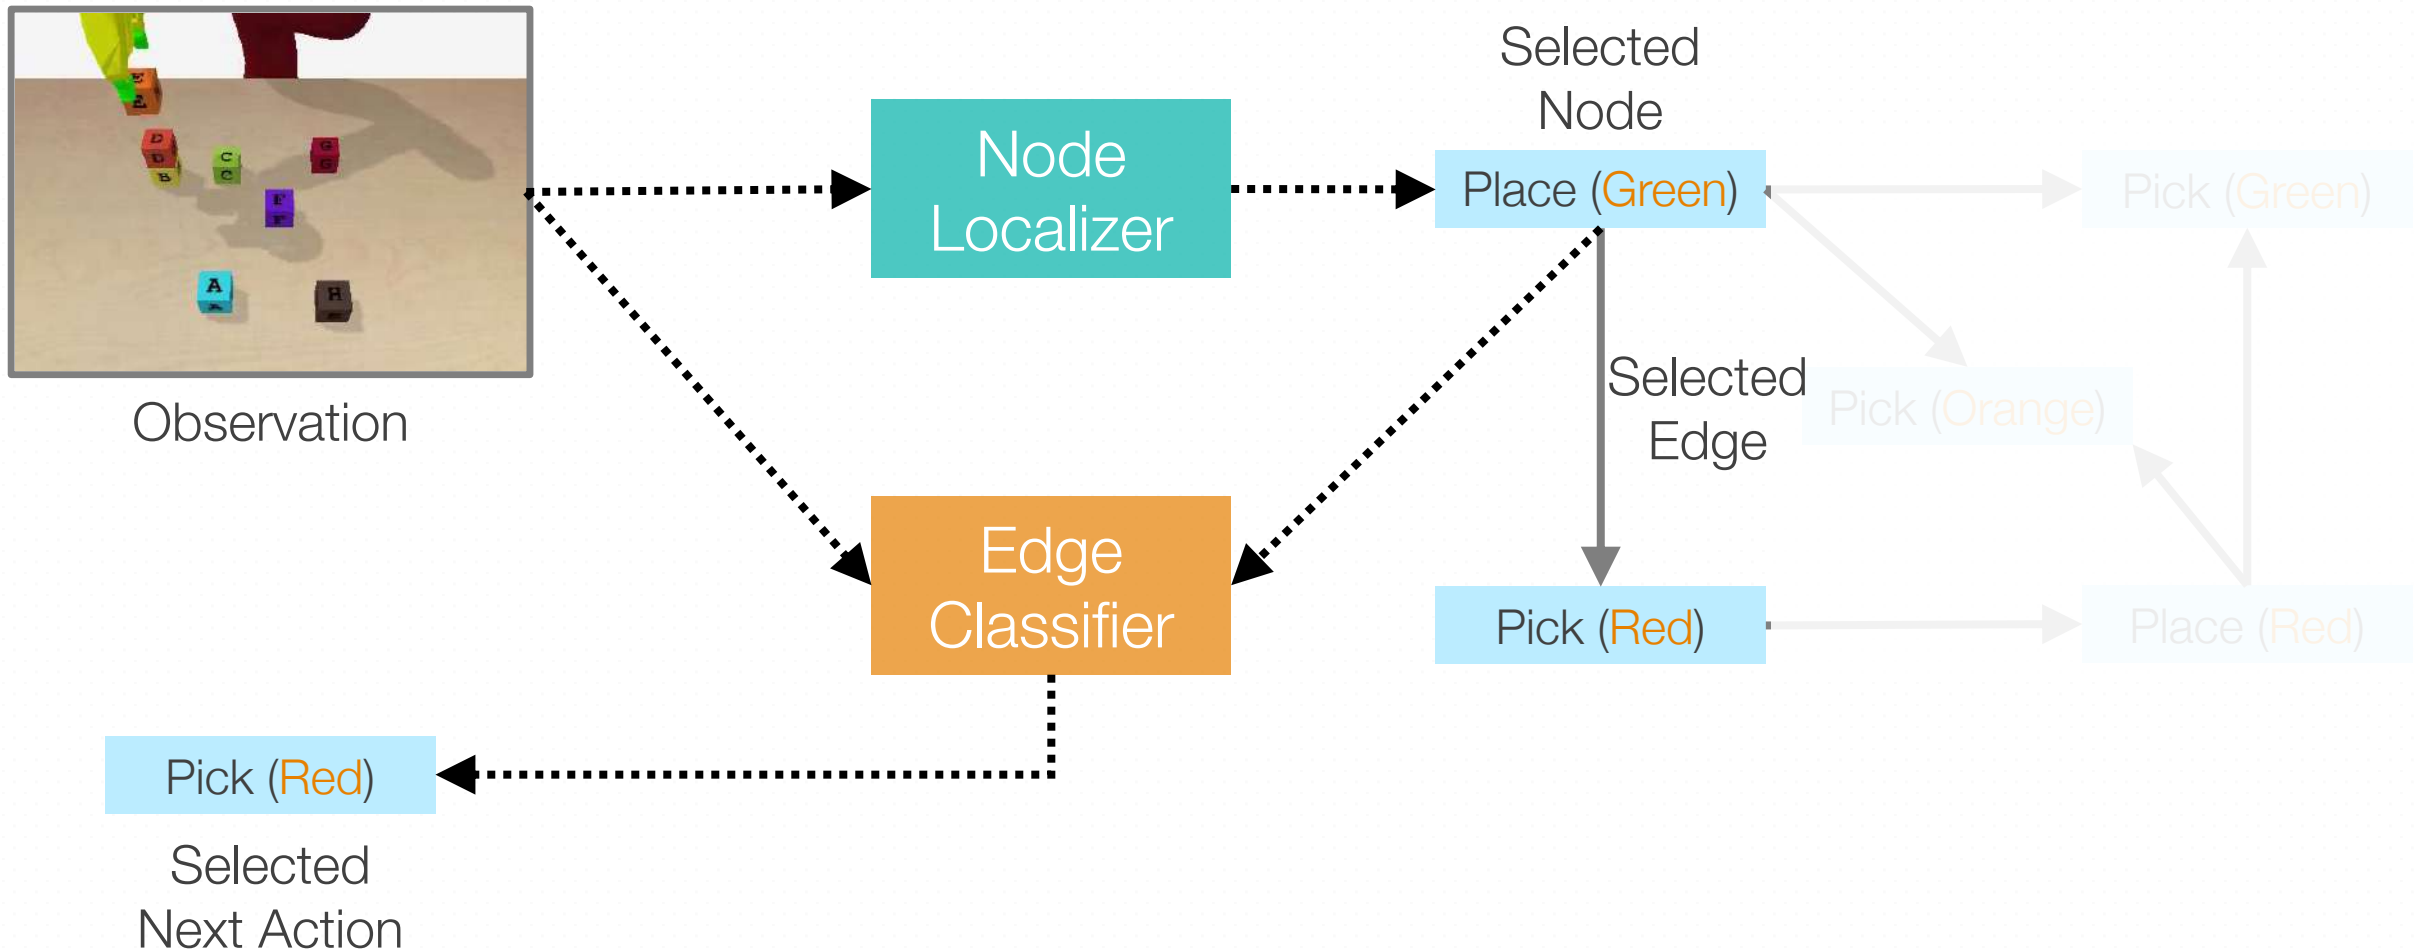 E
E
D
D
B
C
C
G
G
F
F
A
A
H
Observation
Node
Localizer
Selected
Node
Place (Green)
Pick (Green)
Selected
Edge
Pick (Orange)
Edge
Classifier
Pick (Red)
Place (Red)
Pick (Red)
Selected
Next Action